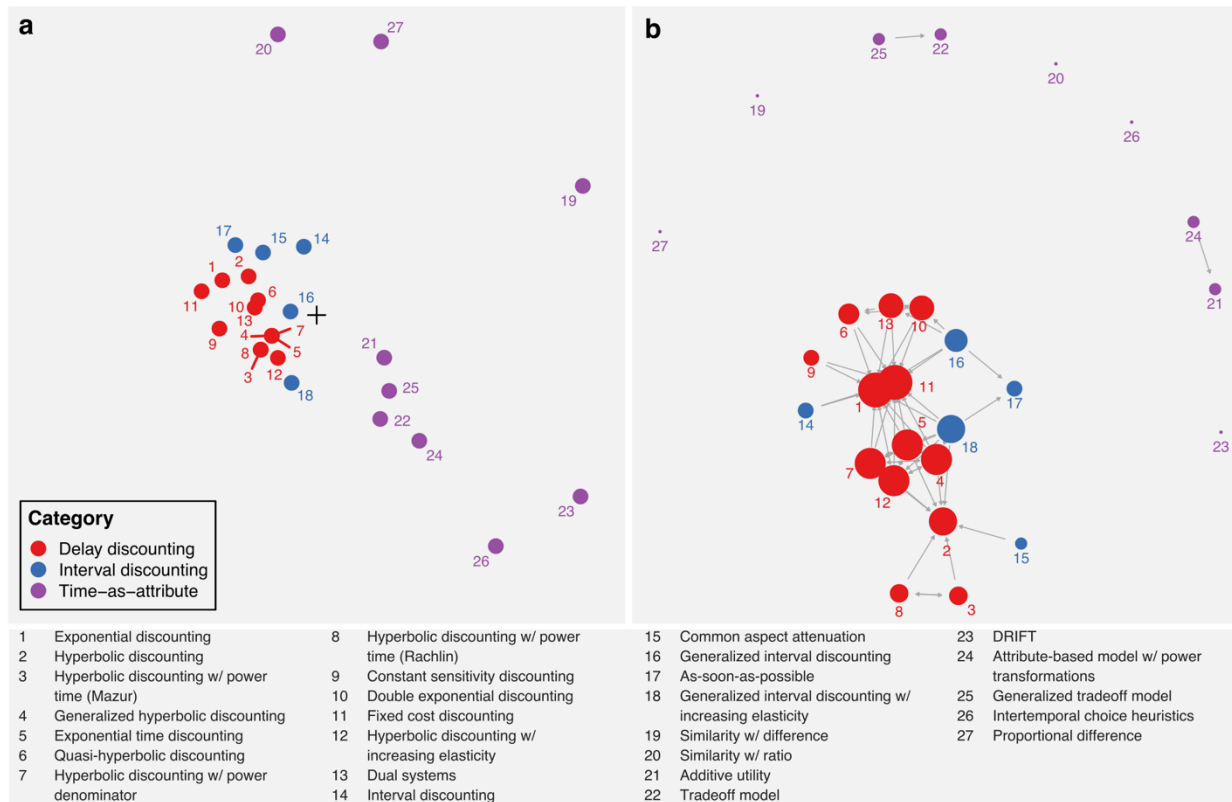 a
20
27
19
17
15
14
1
2
11
6
10
16
13
9
4
7
8
5
3
12
18
21
25
22
24
23
26
Category
Delay discounting
Interval discounting
Time−as−attribute
b
25
22
20
19
26
27
24
21
6
13
10
16
9
11
1
17
14
5
18
23
7
4
12
2
15
8
3
1 Exponential discounting
2 Hyperbolic discounting
3 Hyperbolic discounting w/ power
time (Mazur)
4 Generalized hyperbolic discounting
5 Exponential time discounting
6 Quasi-hyperbolic discounting
7 Hyperbolic discounting w/ power
denominator
8 Hyperbolic discounting w/ power
time (Rachlin)
9 Constant sensitivity discounting
10 Double exponential discounting
11 Fixed cost discounting
12 Hyperbolic discounting w/
increasing elasticity
13 Dual systems
14 Interval discounting
15 Common aspect attenuation
16 Generalized interval discounting
17 As-soon-as-possible
18 Generalized interval discounting w/
increasing elasticity
19 Similarity w/ difference
20 Similarity w/ ratio
21 Additive utility
22 Tradeoff model
23 DRIFT
24 Attribute-based model w/ power
transformations
25 Generalized tradeoff model
26 Intertemporal choice heuristics
27 Proportional difference